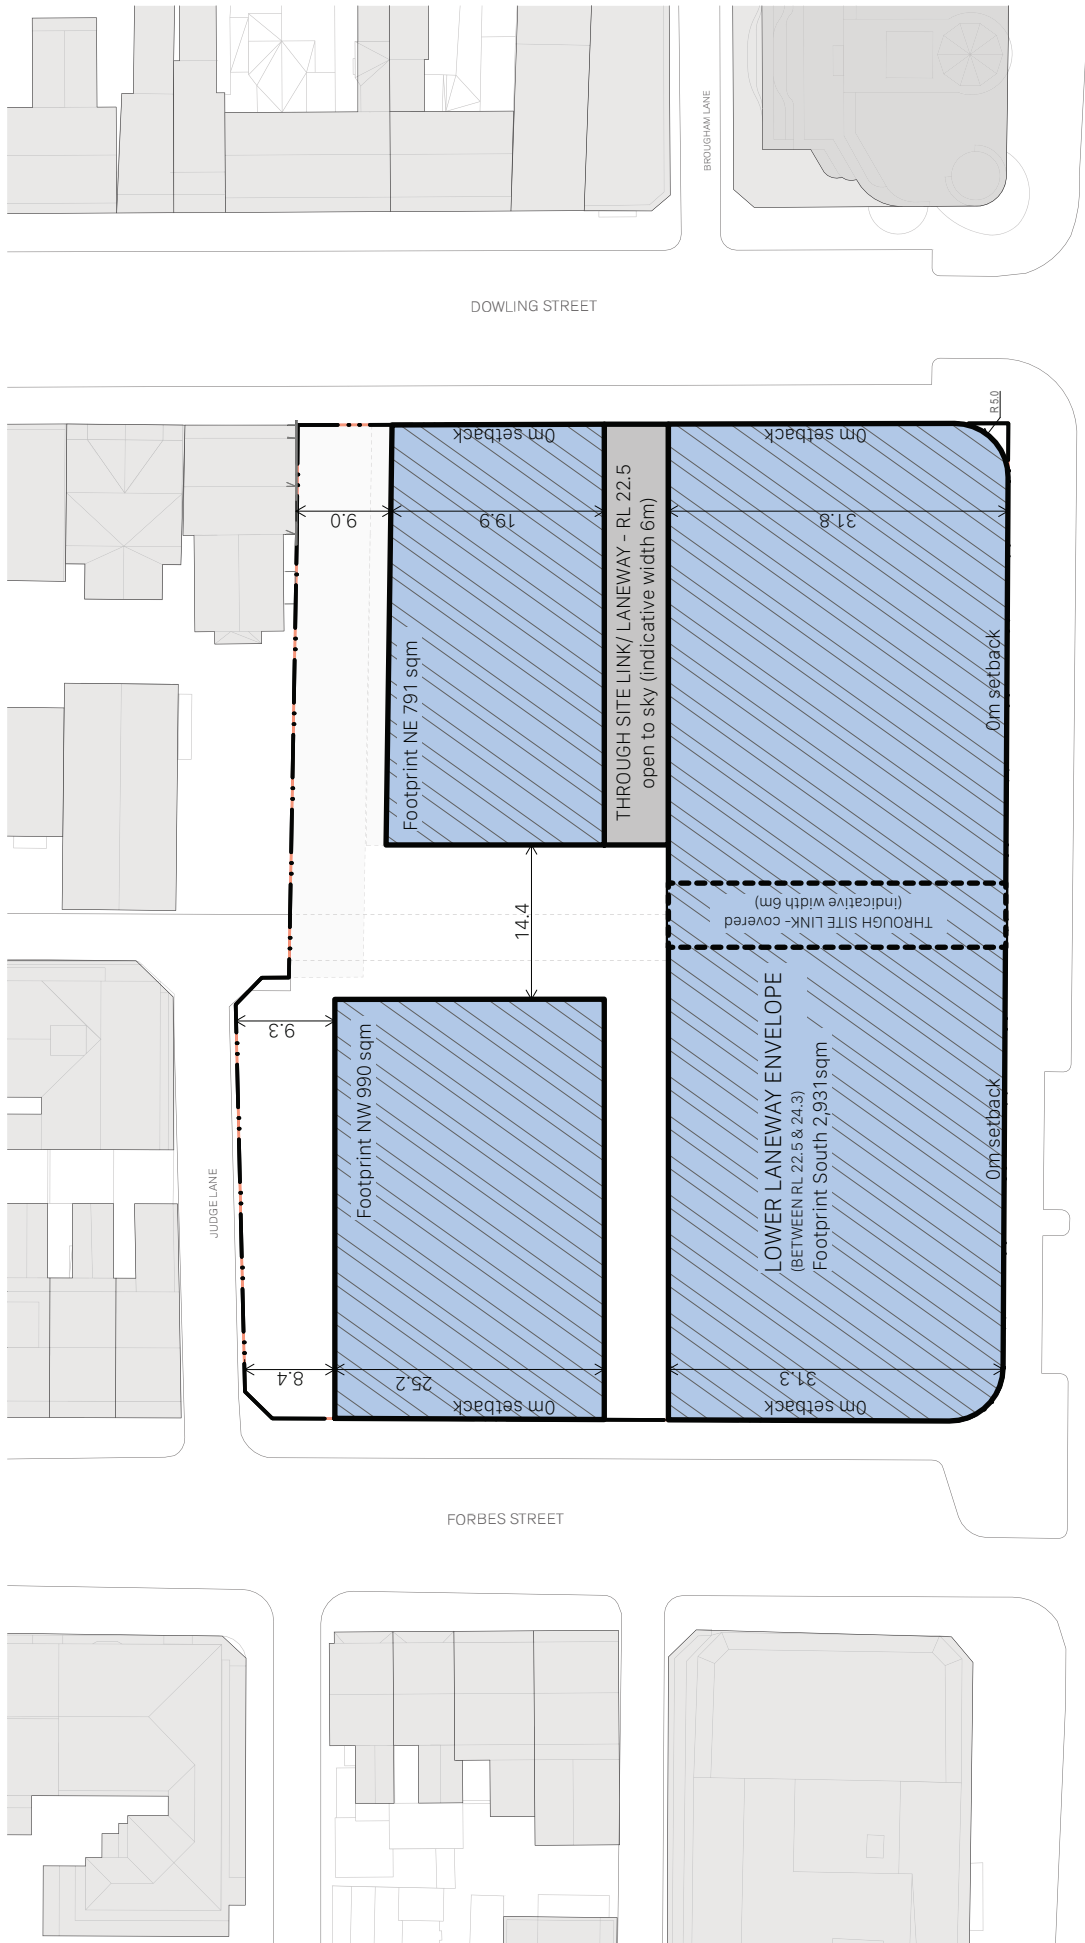 BROUGHAM LANE
DOWLING STREET
R 5.0
0m setback
0m setback
9.0
19.9
31.8
THROUGH SITE LINK/ LANEWAY - RL 22.5
open to sky (indicative width 6m)
Footprint NE 791 sqm
0m setback
14.4
THROUGH SITE LINK- covered
(indicative width 6m)
9.3
Footprint NW 990 sqm
LOWER LANEWAY ENVELOPE
(BETWEEN RL 22.5 & 24.3)
Footprint South 2,931sqm
0m setback
JUDGE LANE
8.4
25.2
31.3
0m setback
0m setback
FORBES STREET